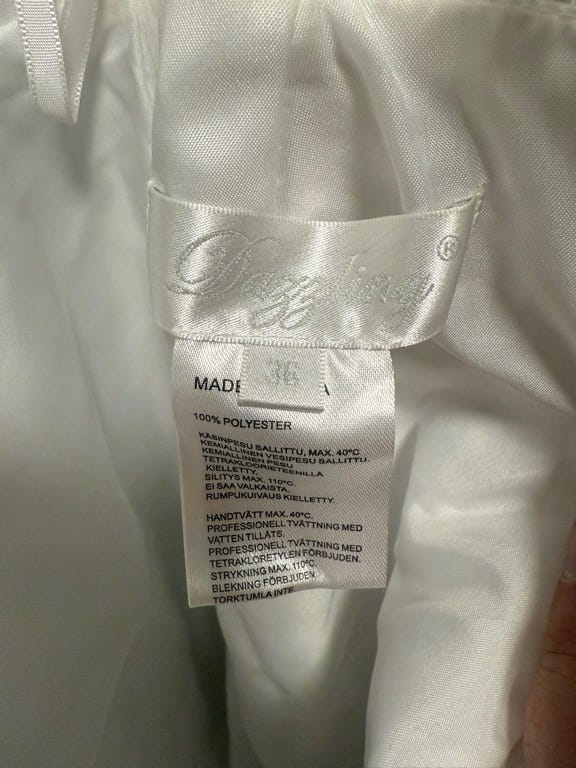 Dazzling ®
36
MADE A
100% POLYESTER
KÄSINPESU SALLITTU, MAX. 40°C
KEMIALLINEN VESIPESU SALLITTU.
KEMIALLINEN PESU
TETRAKLOORIETEENILLA
KIELLETTY.
SILITYS MAX. 110°C.
EI SAA VALKAISTA.
RUMPUKUIVAUS KIELLETTY.
HANDTVÄTT MAX. 40°C.
PROFESSIONELL TVÄTTNING MED
VATTEN TILLÅTS.
PROFESSIONELL TVÄTTNING MED
TETRAKLORETYLEN FÖRBJUDEN.
STRYKNING MAX. 110°C.
BLEKNING FÖRBJUDEN.
TORKTUMLA INTE.